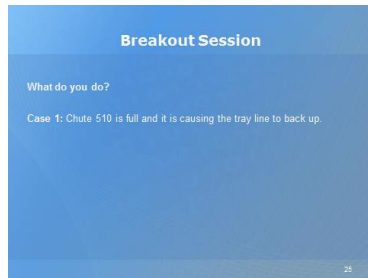 Breakout Session
What do you do?
Case 1: Chute 510 is full and it is causing the tray line to back up.
25